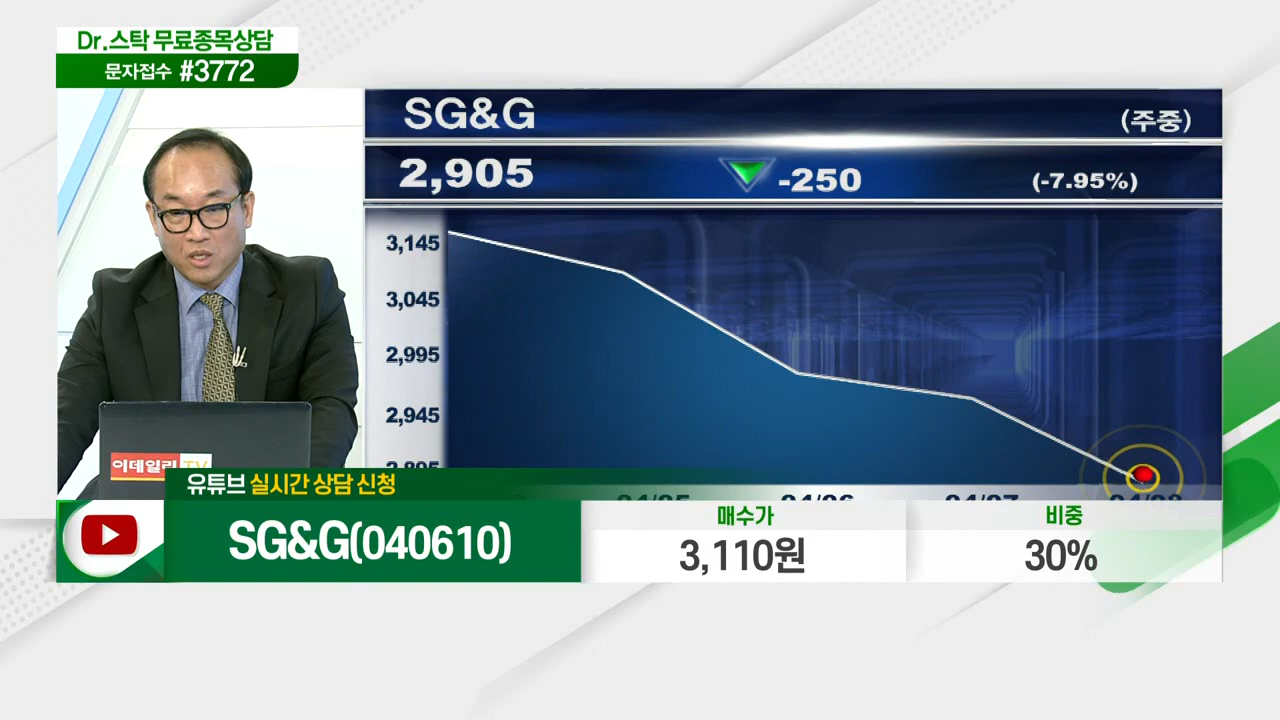 Dr.스탁 무료종목상담
문자접수 #3772
SG&G
(주중)
2,905
-250
(-7.95%)
3,145
3,045
2,995
2,945
이데일리 TV
유튜브 실시간 상담 신청
SG&G(040610)
매수가
3,110원
비중
30%